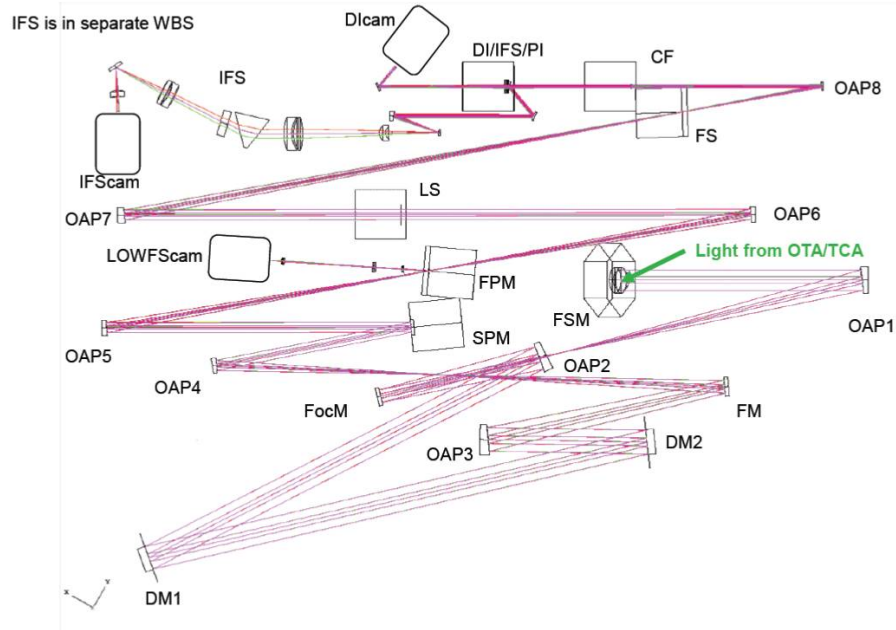 IFS is in separate WBS
DIcam
DI/IFS/PI
CF
IFS
OAP8
FS
IFScam
LS
OAP7
OAP6
LOWFScam
Light from OTA/TCA
FPM
FSM
OAP1
SPM
OAP5
OAP2
OAP4
FocM
FM
OAP3
DM2
DM1
X
Y